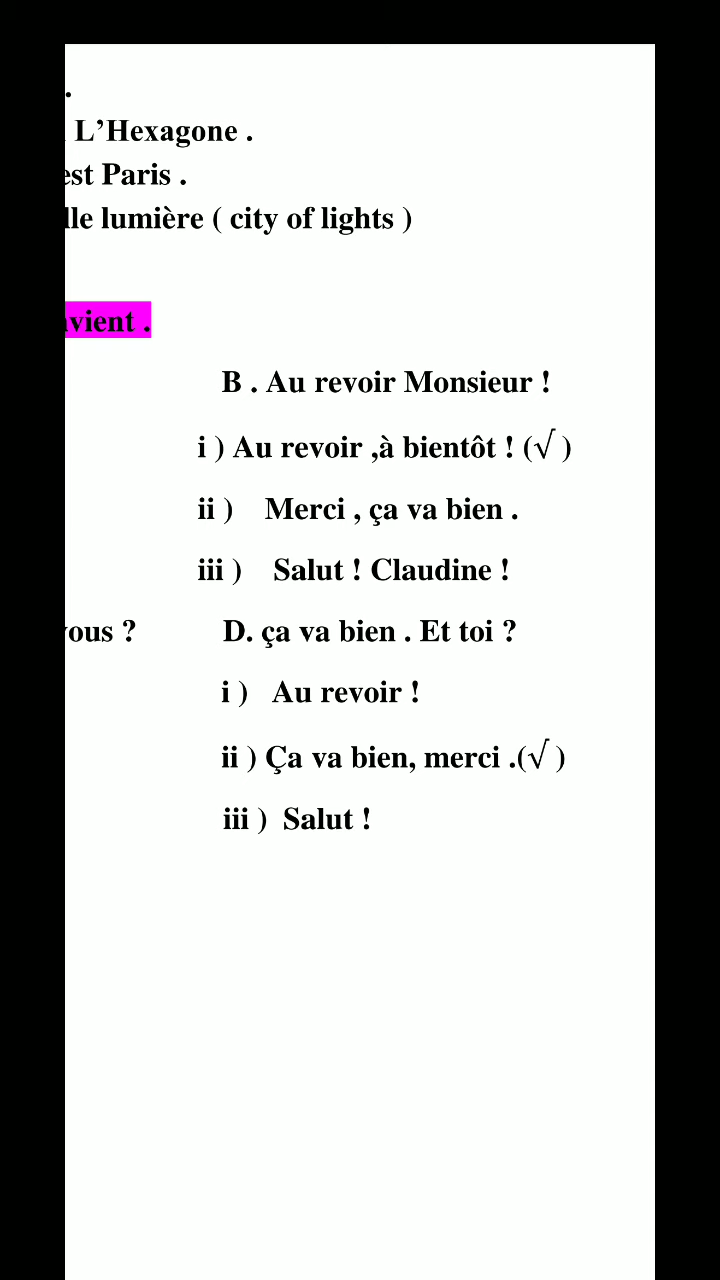 .
L’Hexagone .
est Paris .
lle lumière ( city of lights )
vient .
B . Au revoir Monsieur !
i ) Au revoir ,à bientôt ! (√ )
ii ) Merci , ça va bien .
iii ) Salut ! Claudine !
vous ? D. ça va bien . Et toi ?
i ) Au revoir !
ii ) Ça va bien, merci .(√ )
iii ) Salut !